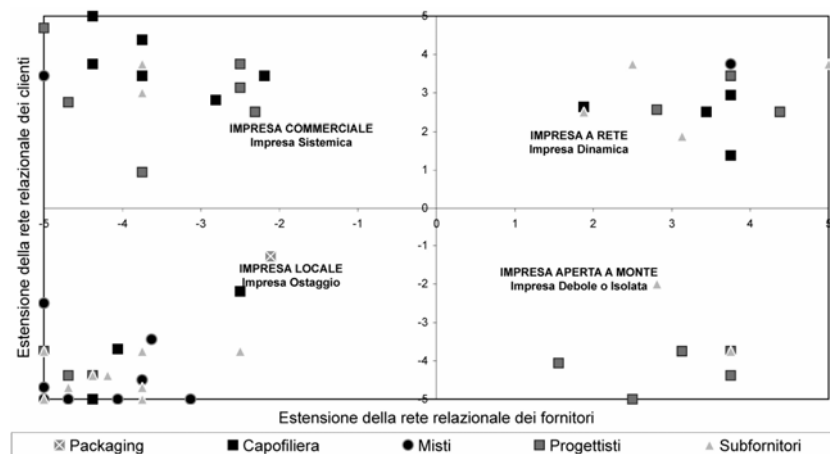 Estensione della rete relazionale dei clienti
5
4
3
2
1
0
-1
-2
-3
-4
-5
-5
-4
-3
-2
-1
0
1
2
3
4
5
IMPRESA COMMERCIALE
Impresa Sistemica
IMPRESA A RETE
Impresa Dinamica
IMPRESA LOCALE
Impresa Ostaggio
IMPRESA APERTA A MONTE
Impresa Debole o Isolata
Estensione della rete relazionale dei fornitori
Packaging
Capofiliera
Misti
Progettisti
Subfornitori